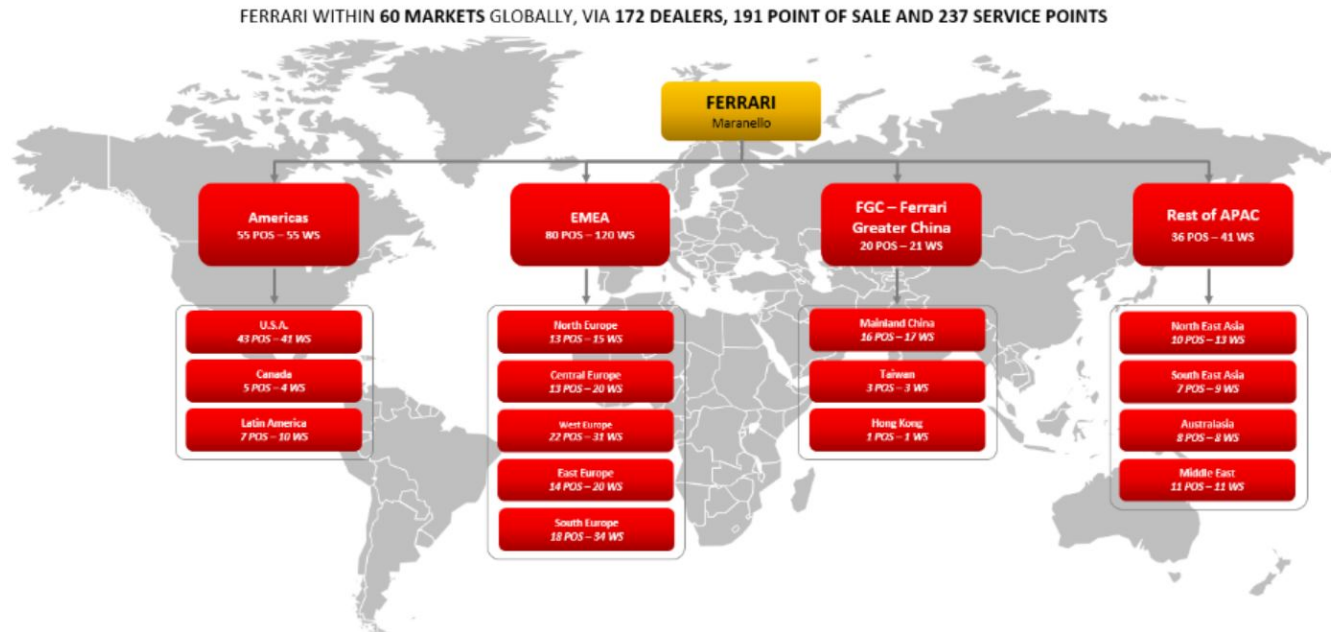 FERRARI WITHIN 60 MARKETS GLOBALLY, VIA 172 DEALERS, 191 POINT OF SALE AND 237 SERVICE POINTS
FERRARI
Maranello
Americas
55 POS – 55 WS
U.S.A.
43 POS – 41 WS
Canada
5 POS – 4 WS
Latin America
7 POS – 10 WS
EMEA
80 POS – 120 WS
North Europe
13 POS – 15 WS
Central Europe
13 POS – 20 WS
West Europe
22 POS – 31 WS
East Europe
14 POS – 20 WS
South Europe
18 POS – 34 WS
FGC – Ferrari
Greater China
20 POS – 21 WS
Mainland China
16 POS – 17 WS
Taiwan
3 POS – 3 WS
Hong Kong
1 POS – 1 WS
Rest of APAC
36 POS – 41 WS
North East Asia
10 POS – 13 WS
South East Asia
7 POS – 9 WS
Australasia
8 POS – 8 WS
Middle East
11 POS – 11 WS